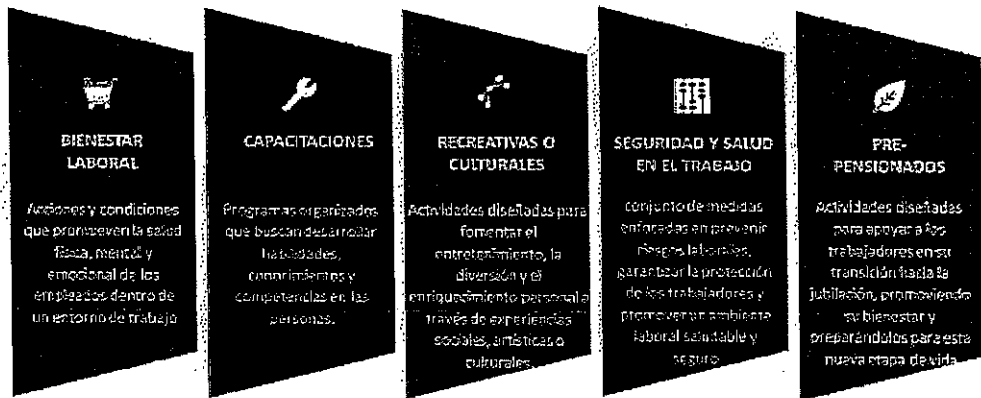 BIENESTAR
LABORAL
Acciones y condiciones
que promueven la salud
física, mental y
emocional de los
empleados dentro de
un entorno de trabajo
CAPACITACIONES
Programas organizados
que buscan desarrollar
habilidades,
conocimientos y
competencias en las
personas.
RECREATIVAS O
CULTURALES
Actividades diseñadas para
fomentar el
entretenimiento, la
diversión y el
enriquecimiento personal a
través de experiencias
sociales, artísticas o
culturales.
SEGURIDAD Y SALUD
EN EL TRABAJO
conjunto de medidas
enfocadas en prevenir
riesgos laborales,
garantizar la protección
de los trabajadores y
promover un ambiente
laboral saludable y
seguro
PRE-
PENSIONADOS
Actividades diseñadas
para apoyar a los
trabajadores en su
transición hacia la
jubilación, promoviendo
su bienestar y
preparándolos para esta
nueva etapa de vida